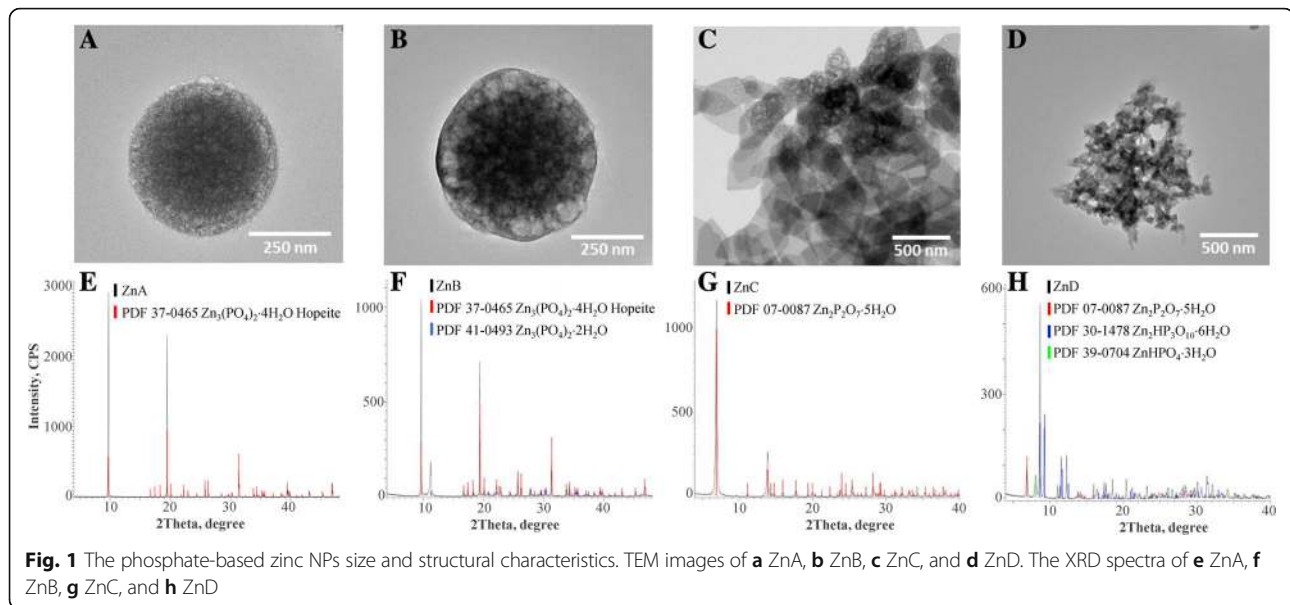 A
B
C
D
250 nm
250 nm
500 nm
500 nm
E
ZnA
PDF 37-0465 Zn₃(PO₄)₂·4H₂O Hopeite
3000
2000
1000
0
Intensity, CPS
10 20 30 40
2Theta, degree
F
ZnB
PDF 37-0465 Zn₃(PO₄)₂·4H₂O Hopeite
PDF 41-0493 Zn₃(PO₄)₂·2H₂O
1000
500
0
10 20 30 40
2Theta, degree
G
ZnC
PDF 07-0087 Zn₂P₂O₇·5H₂O
1000
500
0
10 20 30 40
2Theta, degree
H
ZnD
PDF 07-0087 Zn₂P₂O₇·5H₂O
PDF 30-1478 Zn₂HP₃O₁₀·6H₂O
PDF 39-0704 ZnHPO₄·3H₂O
600
300
0
10 20 30 40
2Theta, degree
Fig. 1 The phosphate-based zinc NPs size and structural characteristics. TEM images of a ZnA, b ZnB, c ZnC, and d ZnD. The XRD spectra of e ZnA, f
ZnB, g ZnC, and h ZnD